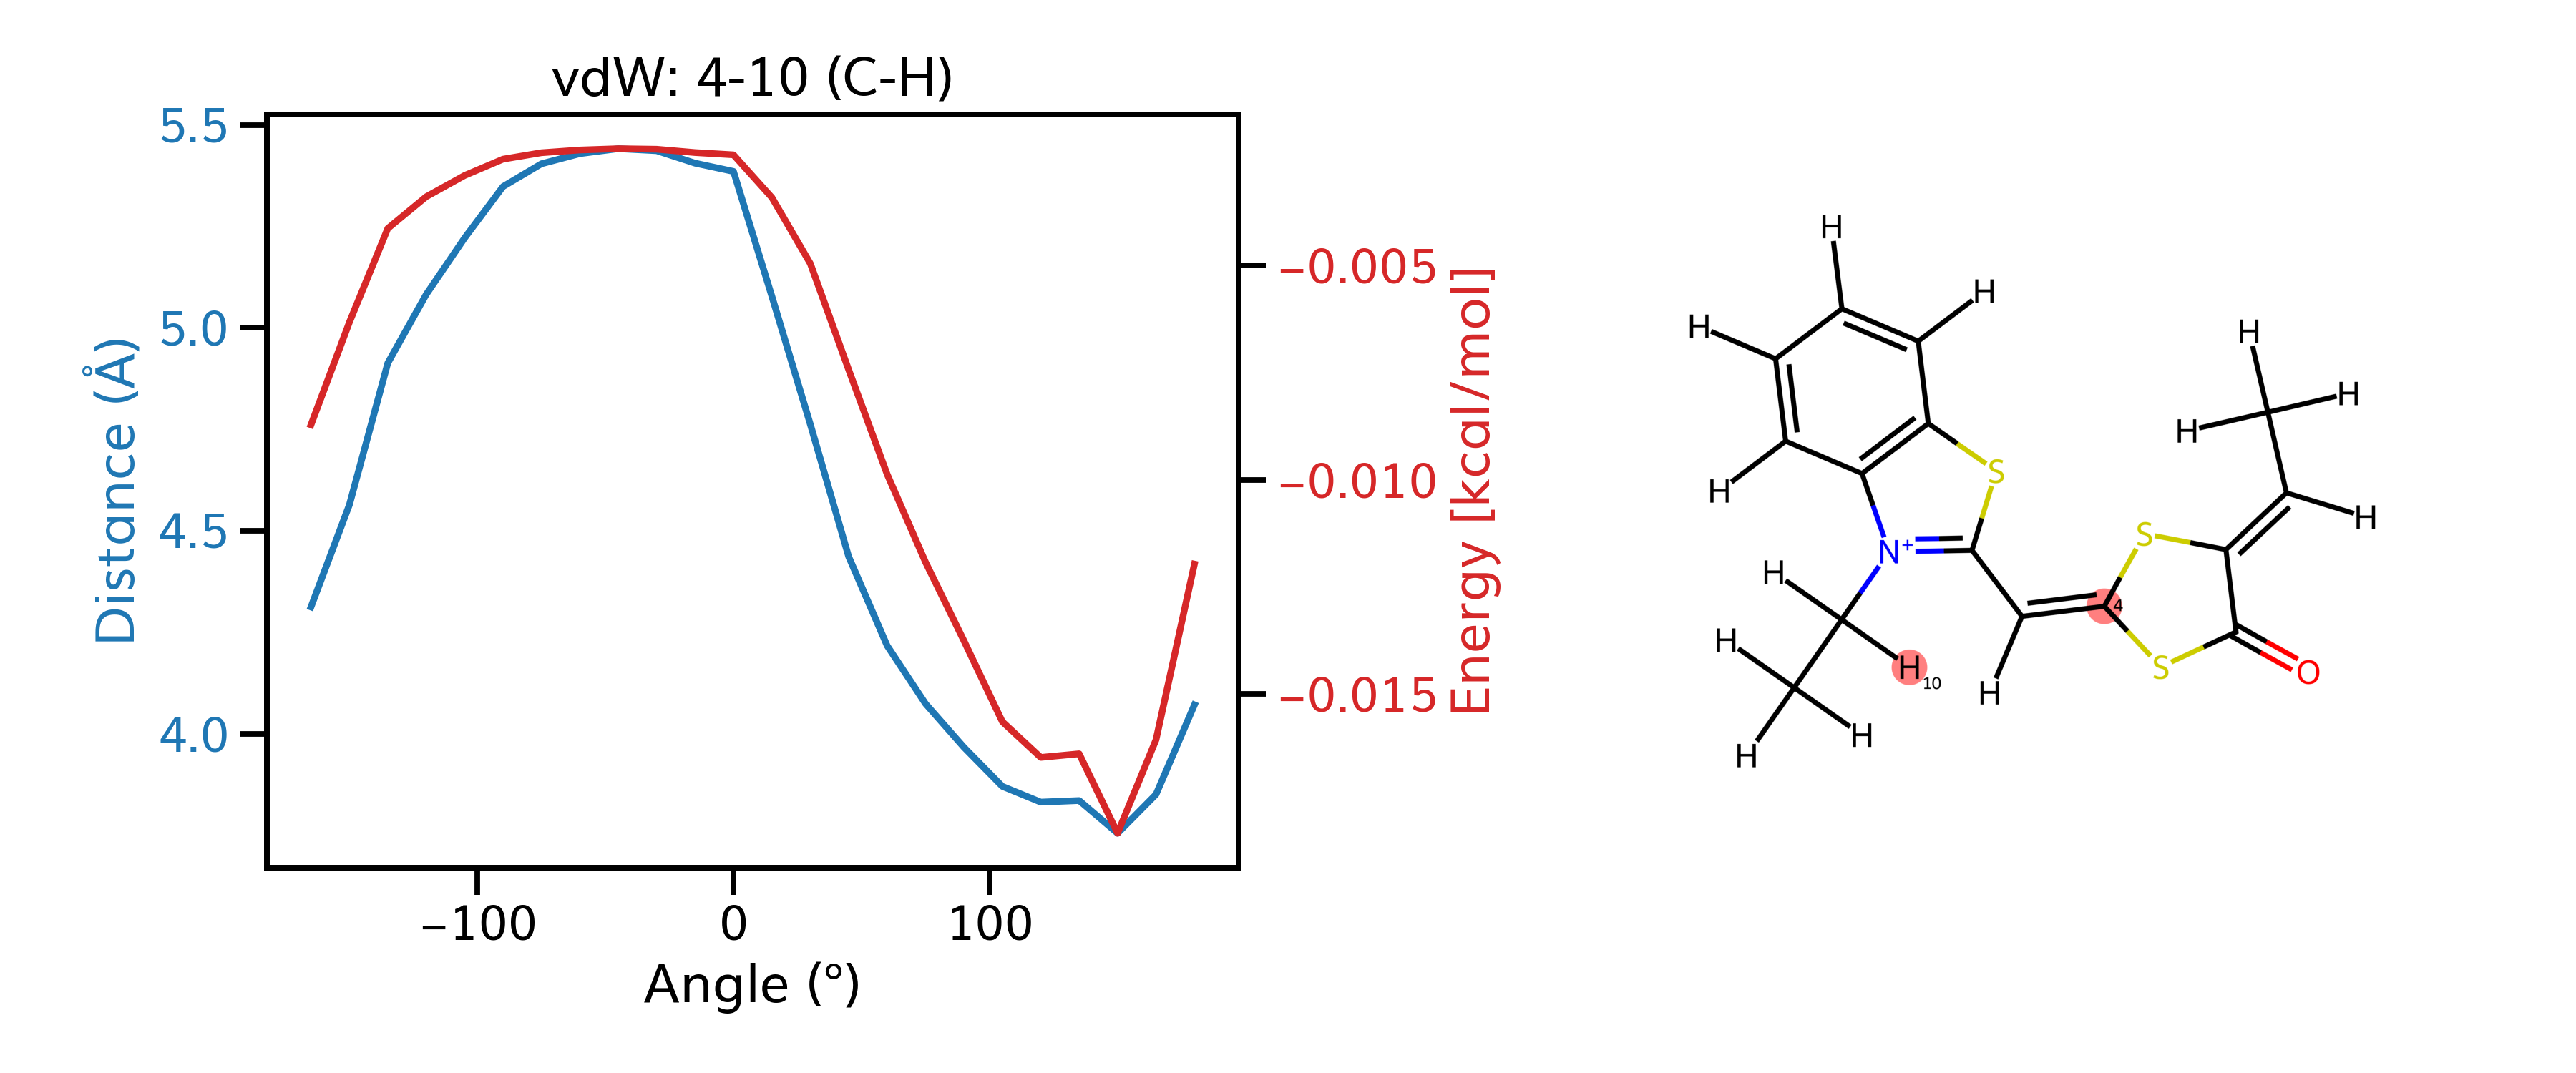 vdW: 4-10 (C-H)
5.5
5.0
4.5
4.0
Distance (Å)
−0.005
−0.010
−0.015
Energy [kcal/mol]
−100
0
100
Angle (°)
H
H
H
H
H
H
H
S
H
S
H
N⁺
H
4
H
H 10
S
O
H
H
H